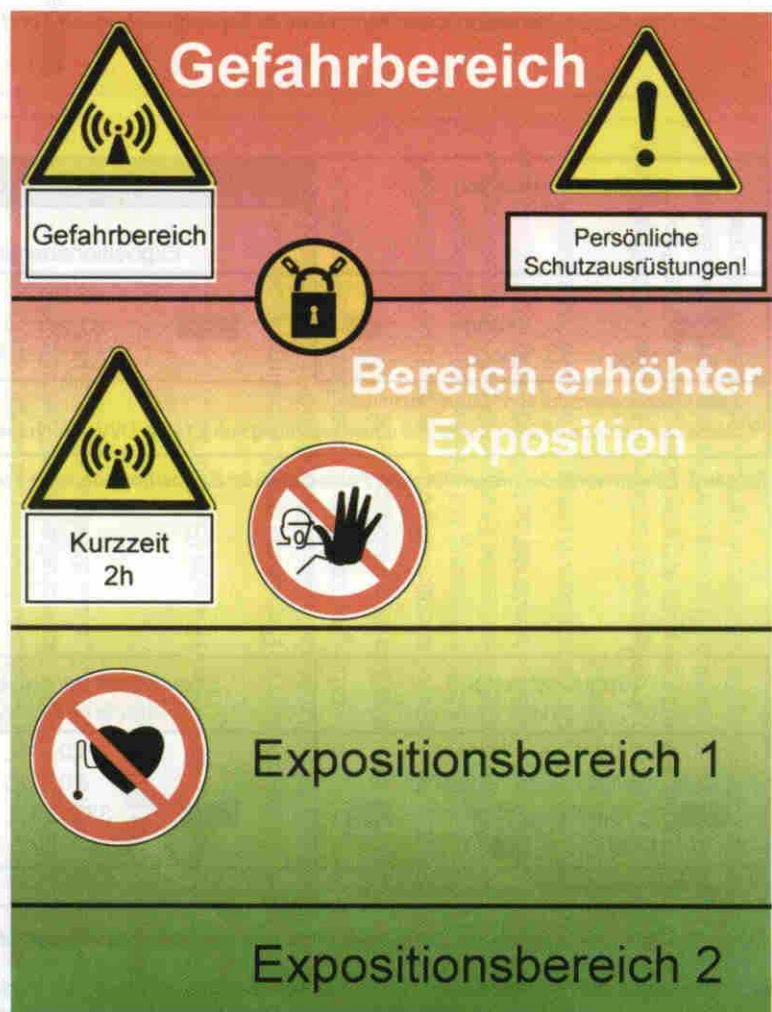 Gefahrbereich
Gefahrbereich
Persönliche
Schutzausrüstungen!
Bereich erhöhter
Exposition
Kurzzeit
2h
Expositionsbereich 1
Expositionsbereich 2